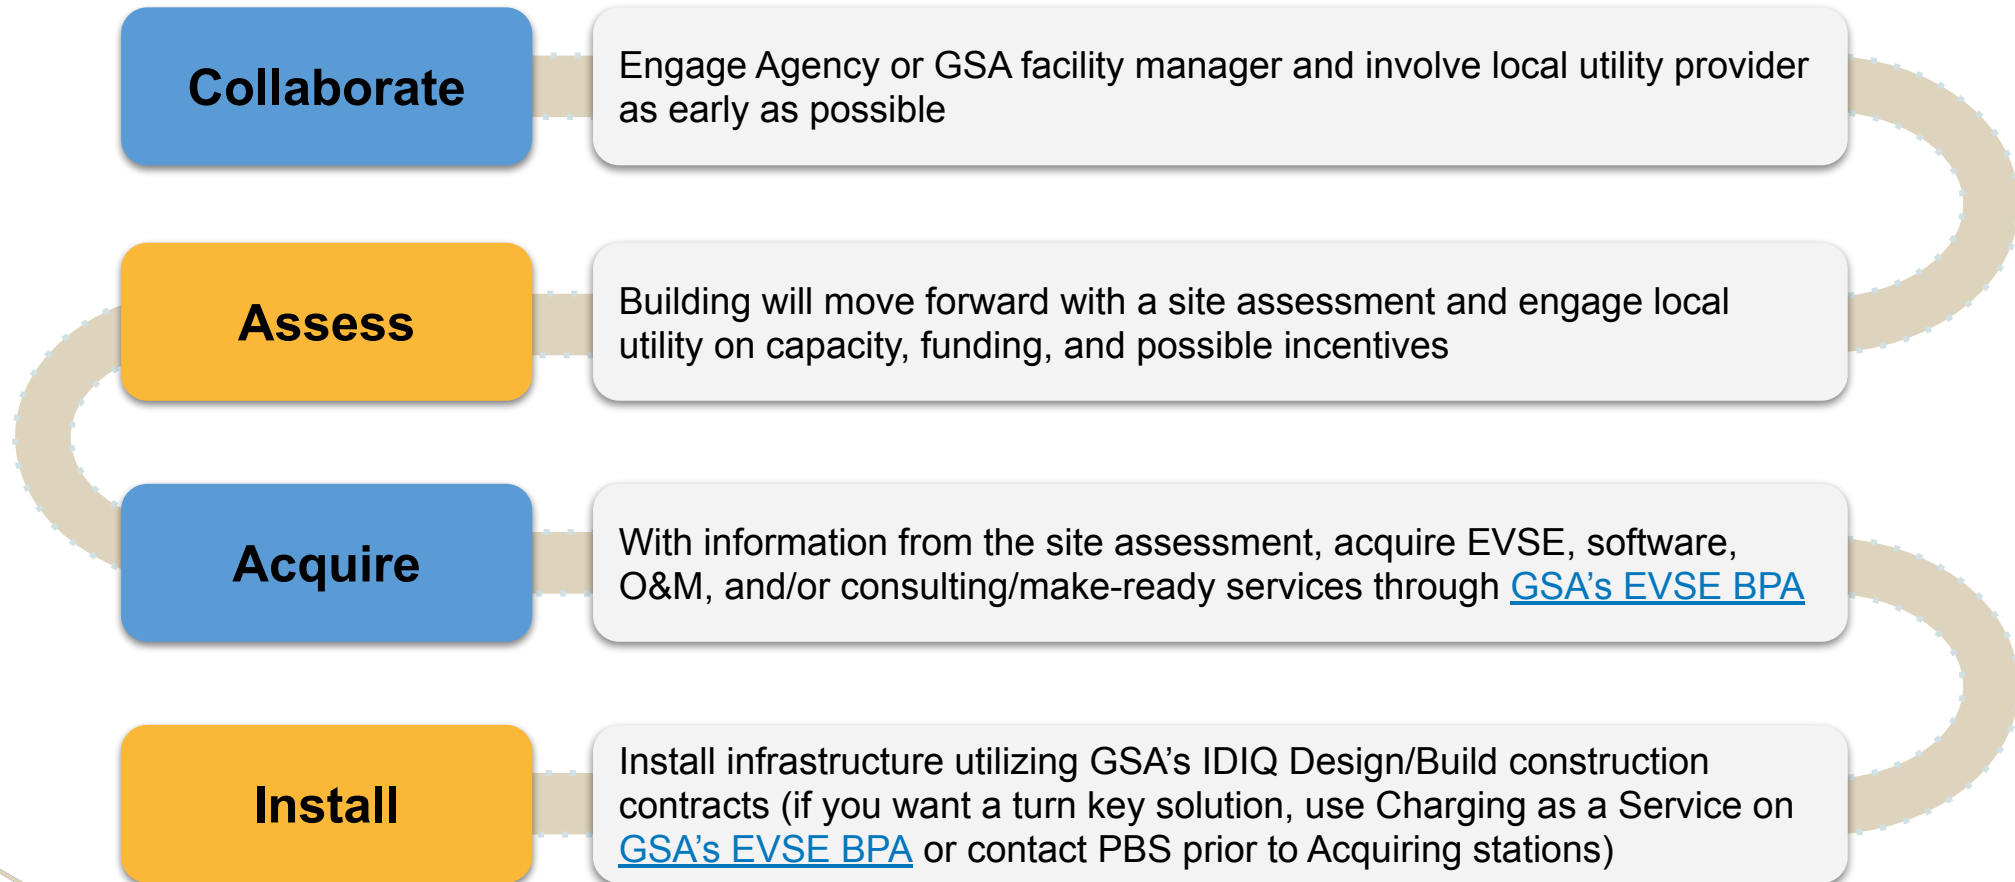 Collaborate
Engage Agency or GSA facility manager and involve local utility provider
as early as possible
Assess
Building will move forward with a site assessment and engage local
utility on capacity, funding, and possible incentives
Acquire
With information from the site assessment, acquire EVSE, software,
O&M, and/or consulting/make-ready services through GSA’s EVSE BPA
Install
Install infrastructure utilizing GSA’s IDIQ Design/Build construction
contracts (if you want a turn key solution, use Charging as a Service on
GSA’s EVSE BPA or contact PBS prior to Acquiring stations)